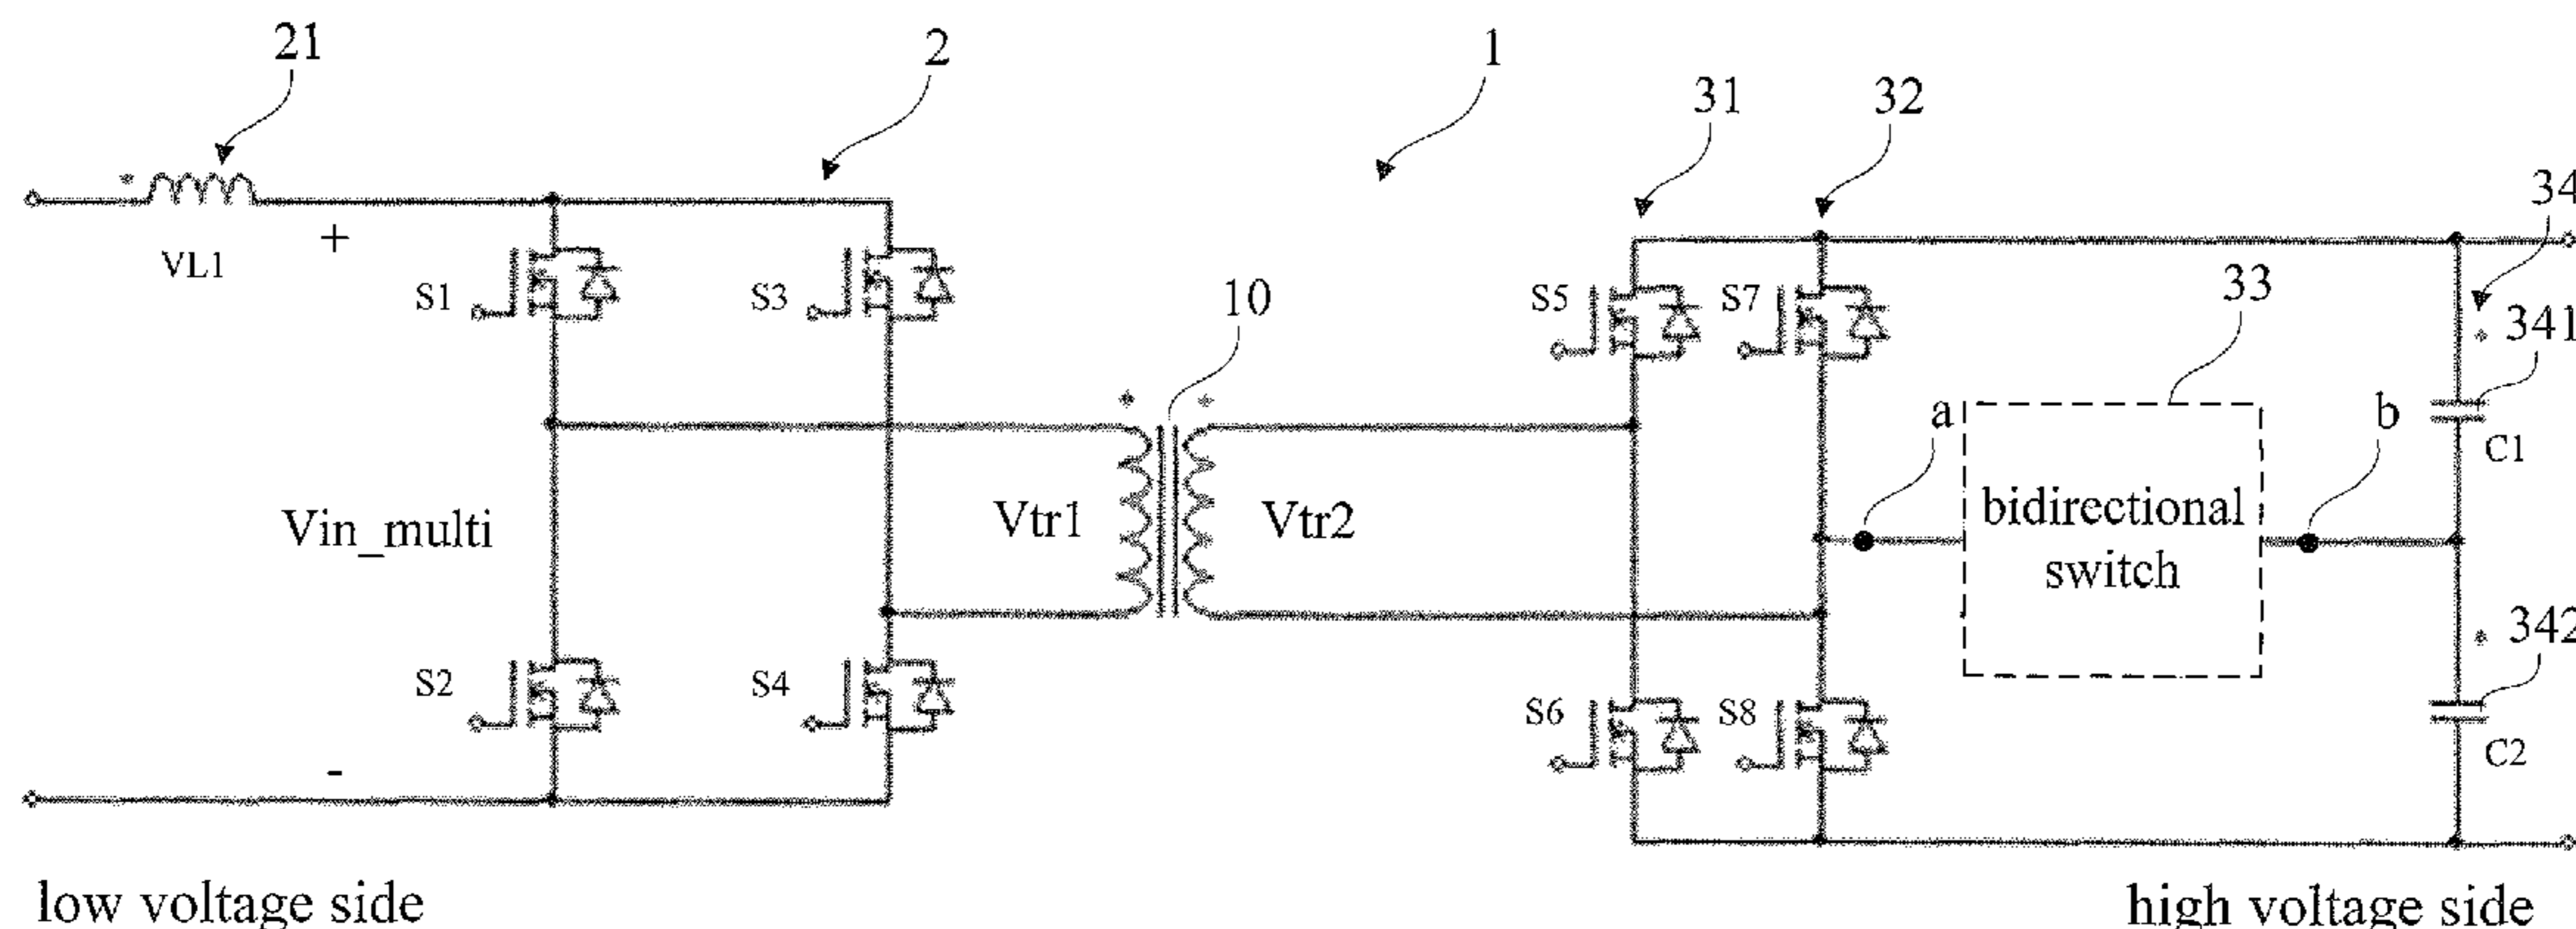 21
2
1
31
32
34
VL1
+
S1
S3
10
S5
S7
33
341
a
b
C1
Vin_multi
Vtr1
Vtr2
bidirectional
switch
342
S2
S4
S6
S8
C2
-
low voltage side
high voltage side